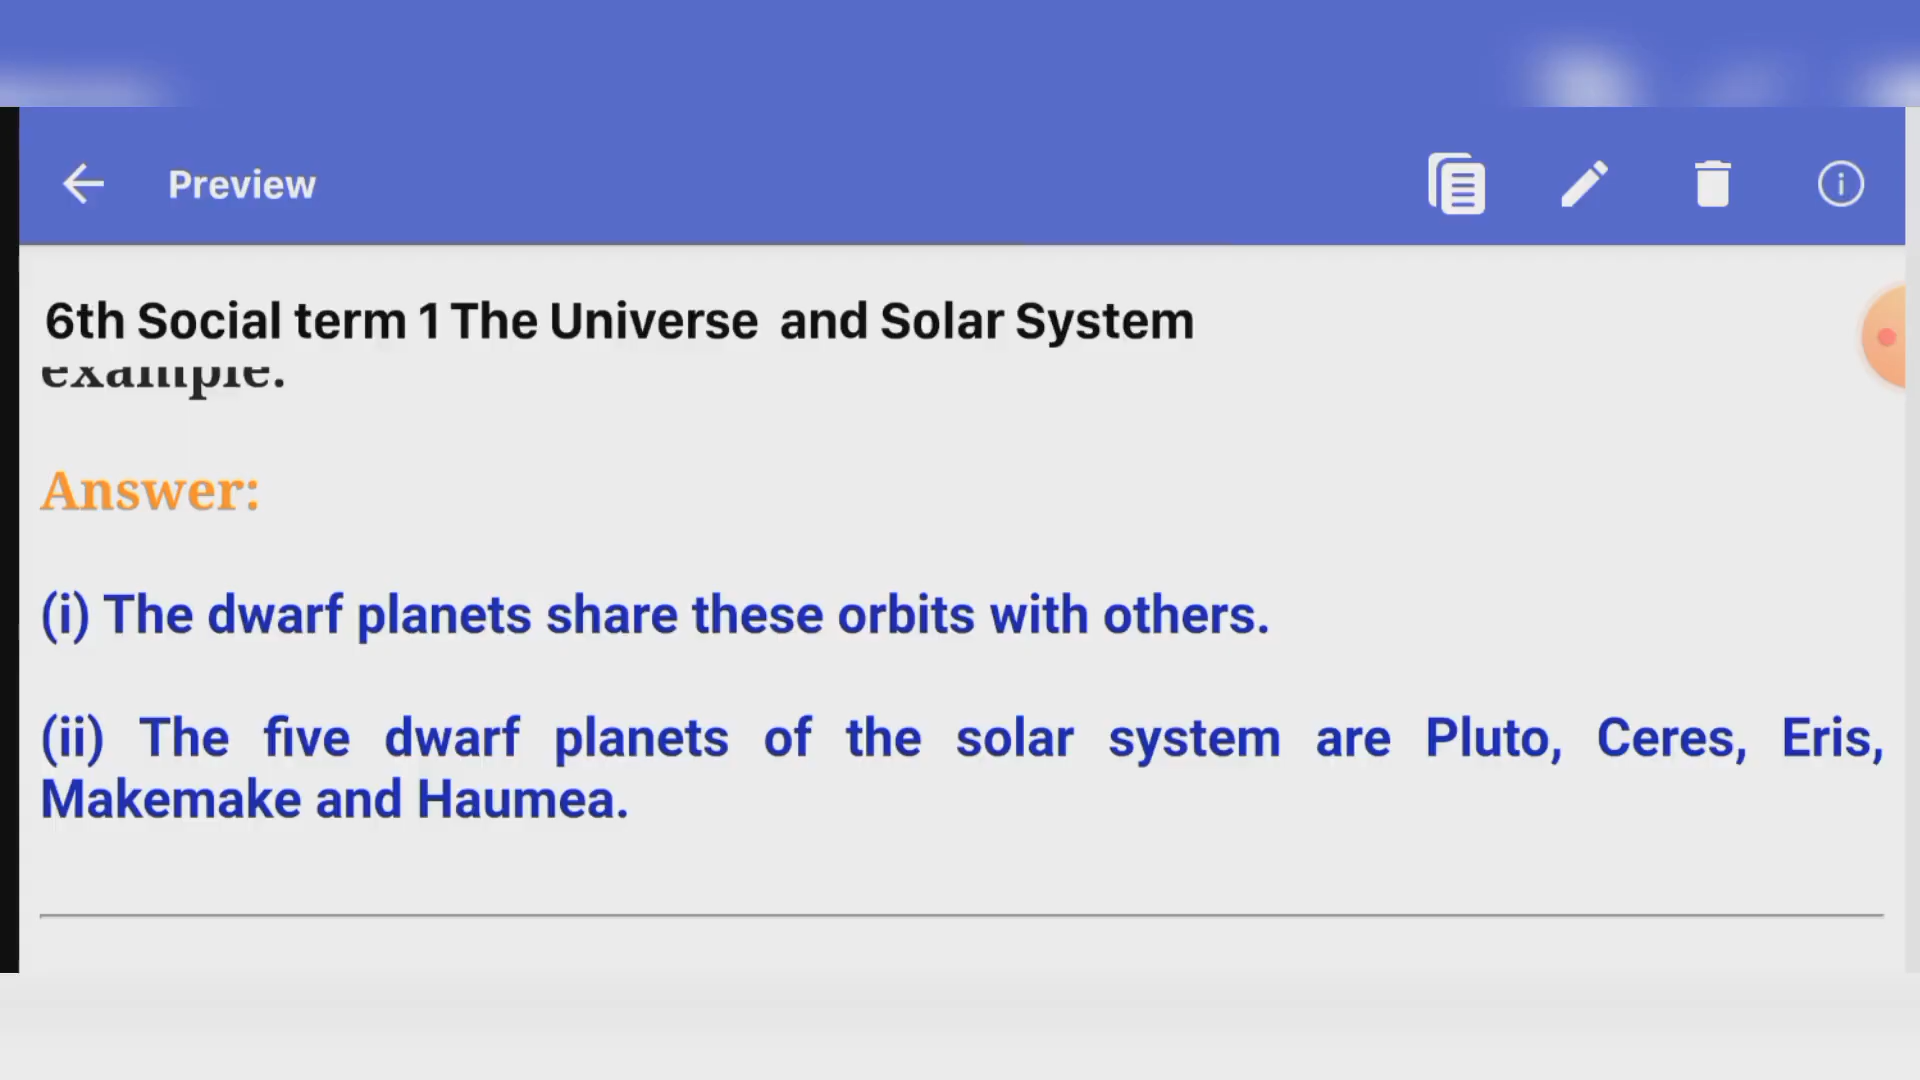 Preview
6th Social term 1 The Universe and Solar System
example.
Answer:
(i) The dwarf planets share these orbits with others.
(ii) The five dwarf planets of the solar system are Pluto, Ceres, Eris,
Makemake and Haumea.